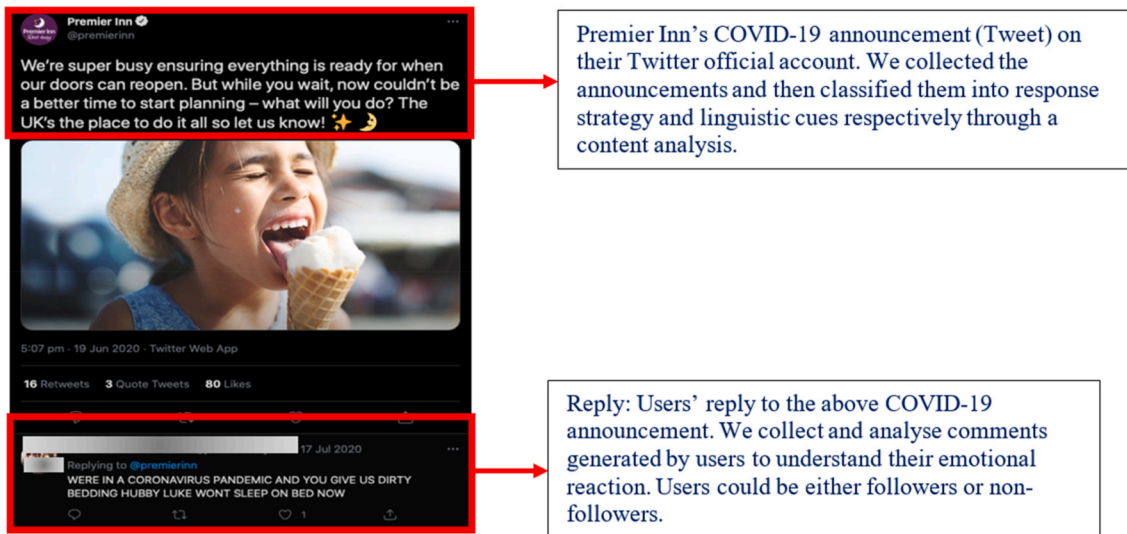 Premier Inn
@premierinn
We're super busy ensuring everything is ready for when
our doors can reopen. But while you wait, now couldn't be
a better time to start planning – what will you do? The
UK's the place to do it all so let us know! ✨ 🌛
5:07 pm · 19 Jun 2020 · Twitter Web App
16 Retweets 3 Quote Tweets 80 Likes
17 Jul 2020
Replying to @premierinn
WERE IN A CORONAVIRUS PANDEMIC AND YOU GIVE US DIRTY
BEDDING HUBBY LUKE WONT SLEEP ON BED NOW
1
Premier Inn's COVID-19 announcement (Tweet) on
their Twitter official account. We collected the
announcements and then classified them into response
strategy and linguistic cues respectively through a
content analysis.
Reply: Users' reply to the above COVID-19
announcement. We collect and analyse comments
generated by users to understand their emotional
reaction. Users could be either followers or non-
followers.